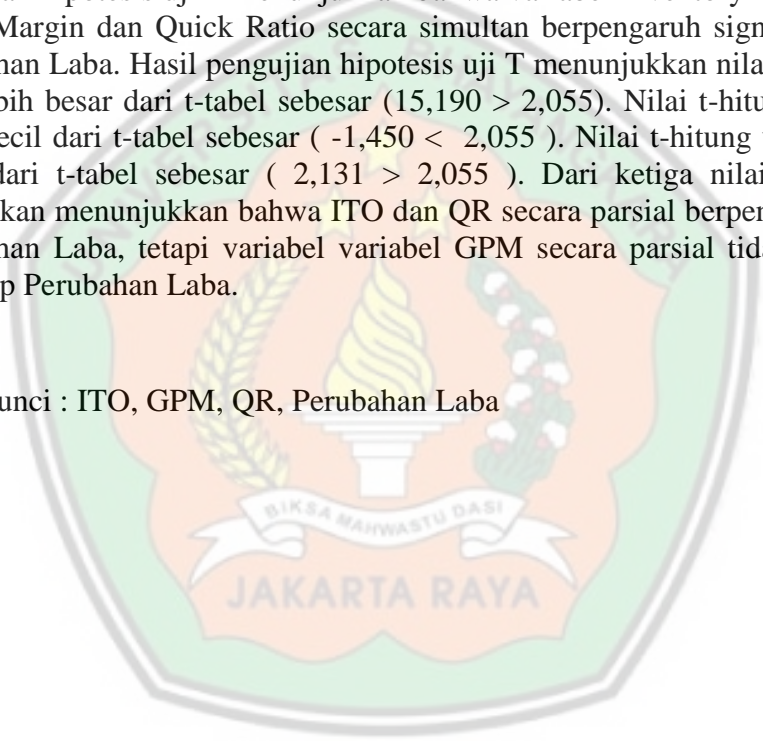 Margin dan Quick Ratio secara simultan berpengaruh sign
han Laba. Hasil pengujian hipotesis uji T menunjukkan nila
bih besar dari t-tabel sebesar (15,190 > 2,055). Nilai t-hitu
ecil dari t-tabel sebesar ( -1,450 < 2,055 ). Nilai t-hitung
dari t-tabel sebesar ( 2,131 > 2,055 ). Dari ketiga nilai
kan menunjukkan bahwa ITO dan QR secara parsial berpen
han Laba, tetapi variabel variabel GPM secara parsial tida
p Perubahan Laba.
unci : ITO, GPM, QR, Perubahan Laba
UNIVERSITAS BHAYANGKARA
BIKSA MAHWASTU DASI
JAKARTA RAYA